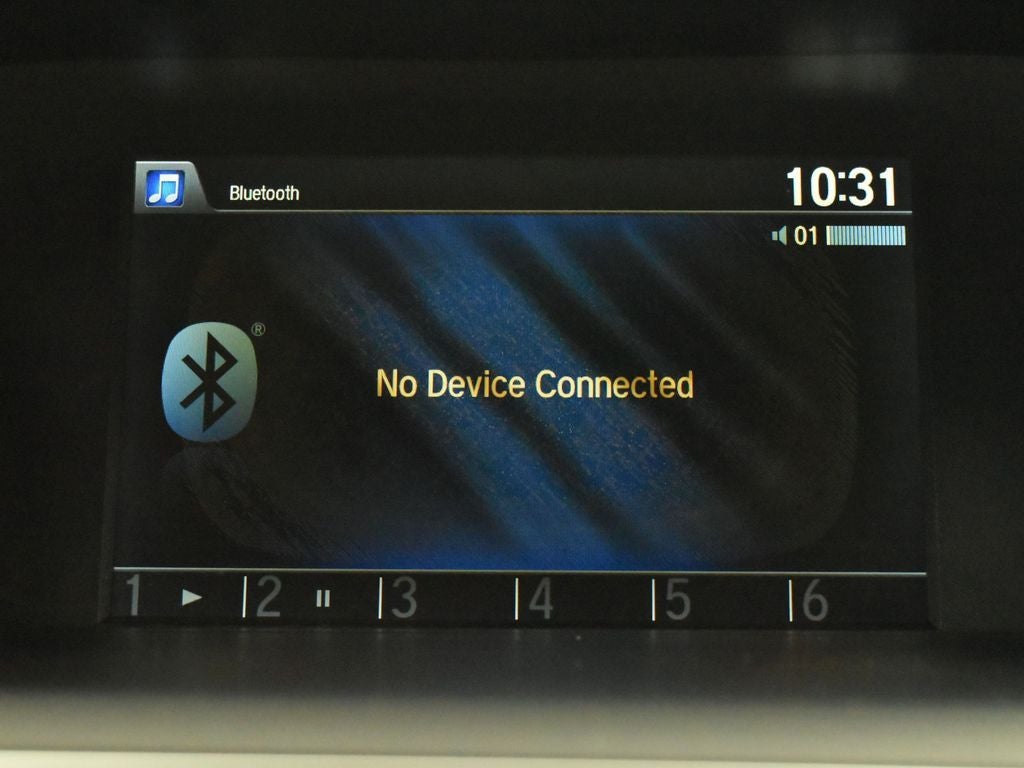 Bluetooth
10:31
01
®
No Device Connected
1 2 3 4 5 6